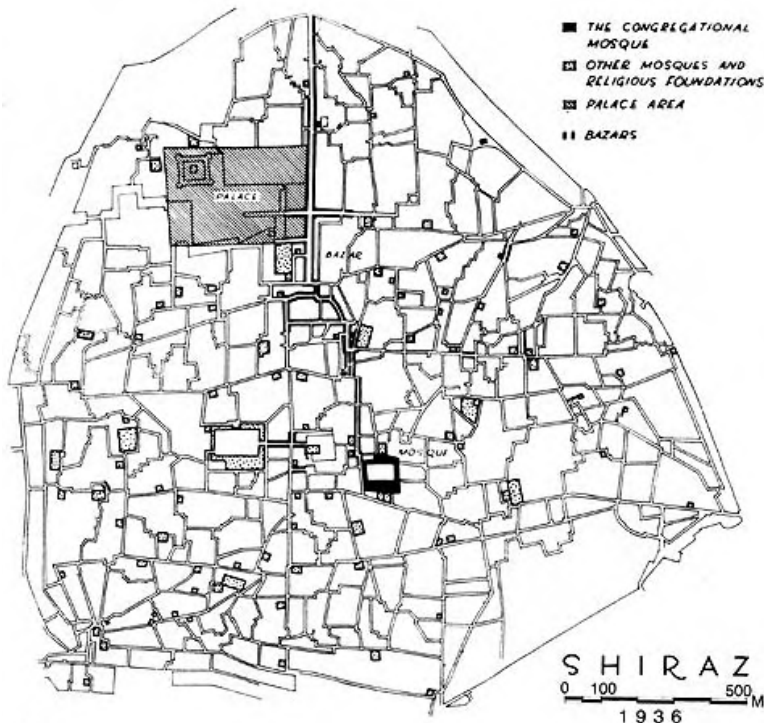 THE CONGREGATIONAL
MOSQUE
OTHER MOSQUES AND
RELIGIOUS FOUNDATIONS
PALACE AREA
BAZARS
PALACE
BAZAR
MOSQUE
SHIRAZ
0 100 500 M
1936